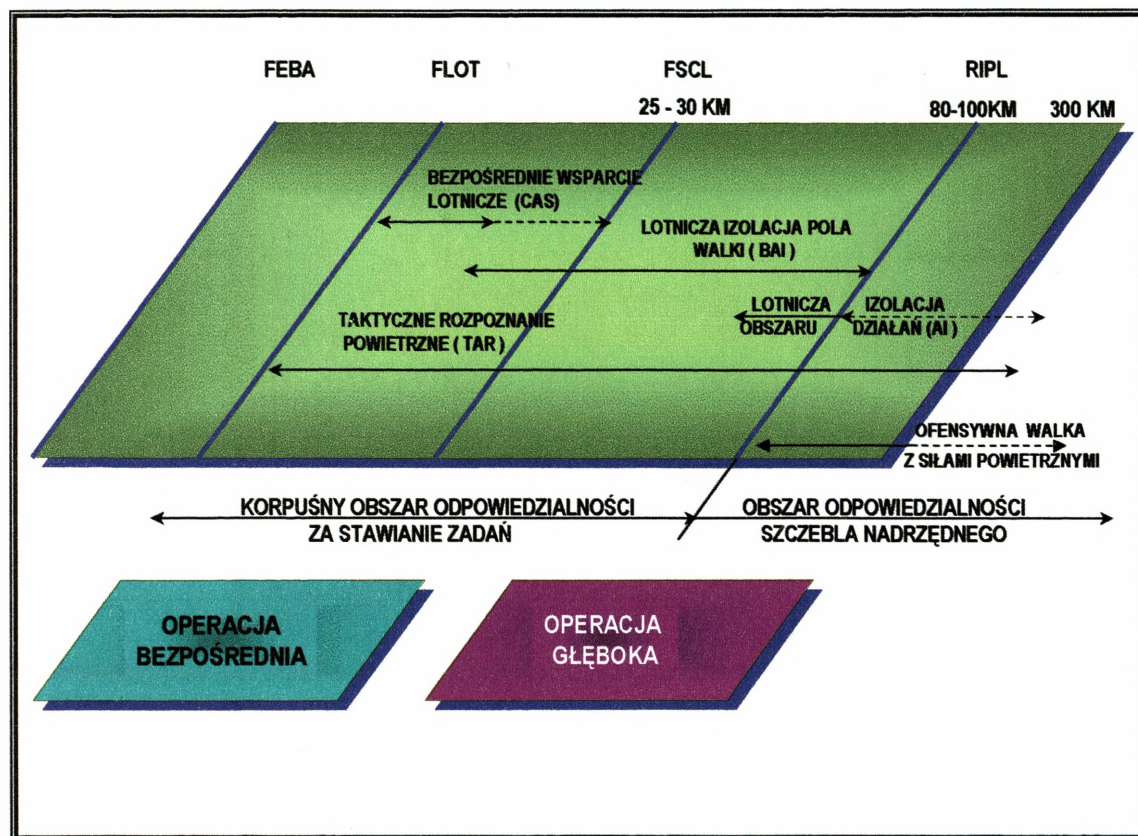 FEBA FLOT FSCL RIPL
25 - 30 KM 80-100KM 300 KM
BEZPOŚREDNIE WSPARCIE
LOTNICZE (CAS)
LOTNICZA IZOLACJA POLA
WALKI ( BAI )
LOTNICZA IZOLACJA
OBSZARU DZIAŁAŃ (AI )
TAKTYCZNE ROZPOZNANIE
POWIETRZNE ( TAR )
OFENSYWNA WALKA
Z SIŁAMI POWIETRZNYMI
KORPUŚNY OBSZAR ODPOWIEDZIALNOŚCI
ZA STAWIANIE ZADAŃ
OBSZAR ODPOWIEDZIALNOŚCI
SZCZEBLA NADRZĘDNEGO
OPERACJA
BEZPOŚREDNIA
OPERACJA
GŁĘBOKA